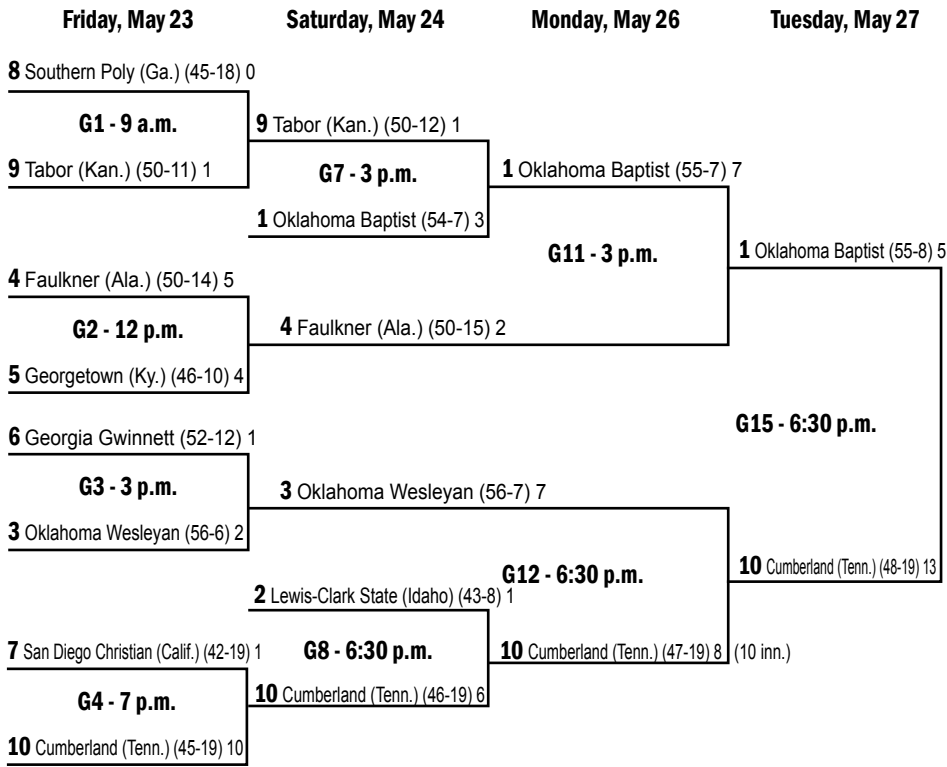 Friday, May 23 Saturday, May 24 Monday, May 26 Tuesday, May 27
8 Southern Poly (Ga.) (45-18) 0
G1 - 9 a.m.
9 Tabor (Kan.) (50-11) 1
9 Tabor (Kan.) (50-12) 1
G7 - 3 p.m.
1 Oklahoma Baptist (54-7) 3
1 Oklahoma Baptist (55-7) 7
G11 - 3 p.m.
1 Oklahoma Baptist (55-8) 5
4 Faulkner (Ala.) (50-14) 5
G2 - 12 p.m.
5 Georgetown (Ky.) (46-10) 4
4 Faulkner (Ala.) (50-15) 2
G15 - 6:30 p.m.
6 Georgia Gwinnett (52-12) 1
G3 - 3 p.m.
3 Oklahoma Wesleyan (56-6) 2
3 Oklahoma Wesleyan (56-7) 7
G12 - 6:30 p.m.
10 Cumberland (Tenn.) (48-19) 13
2 Lewis-Clark State (Idaho) (43-8) 1
G8 - 6:30 p.m.
10 Cumberland (Tenn.) (46-19) 6
10 Cumberland (Tenn.) (47-19) 8 (10 inn.)
7 San Diego Christian (Calif.) (42-19) 1
G4 - 7 p.m.
10 Cumberland (Tenn.) (45-19) 10